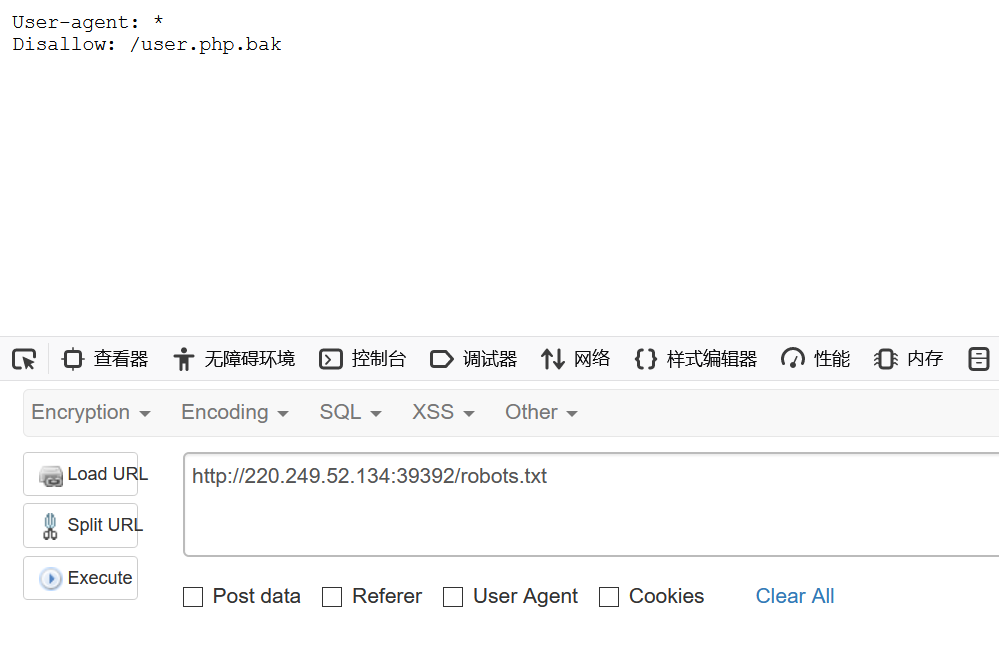 User-agent: *
Disallow: /user.php.bak
查看器 无障碍环境 控制台 调试器 网络 样式编辑器 性能 内存
Encryption Encoding SQL XSS Other
Load URL
http://220.249.52.134:39392/robots.txt
Split URL
Execute
Post data Referer User Agent Cookies Clear All